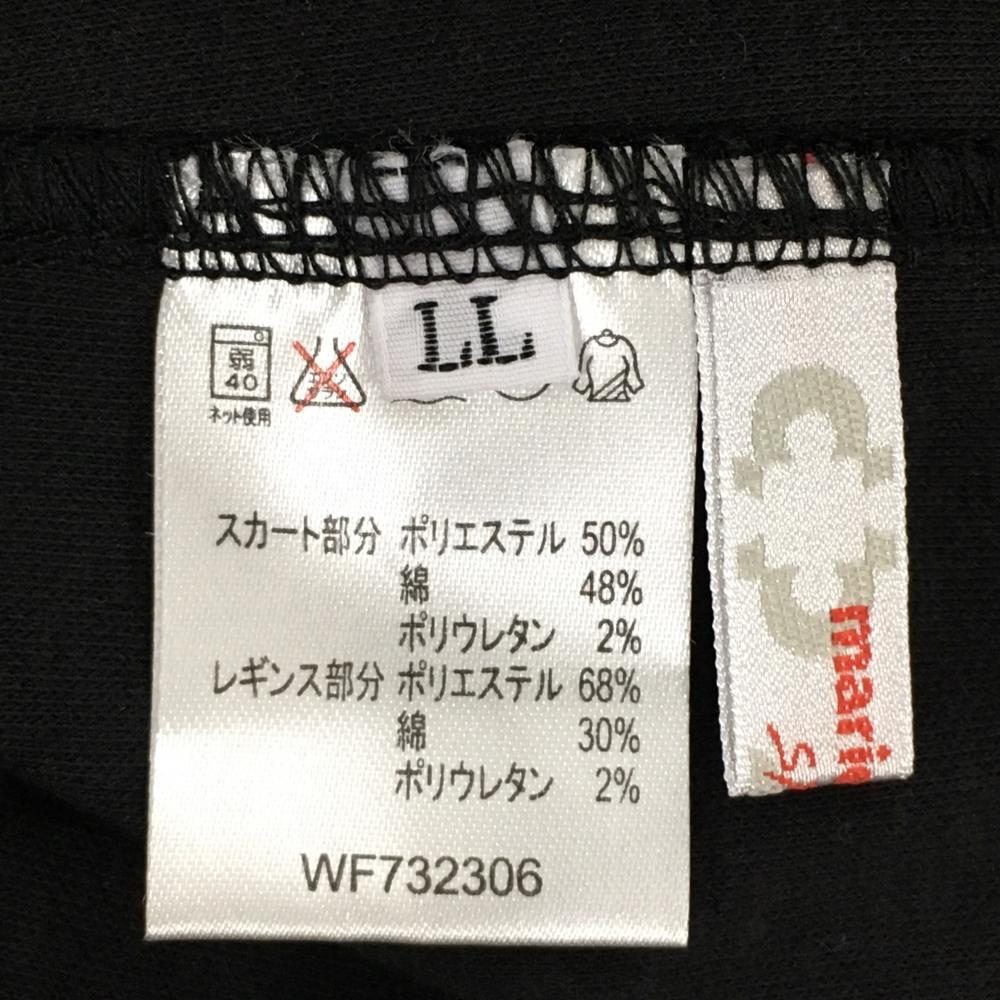 LL
弱
40
ネット使用
スカート部分 ポリエステル 50%
綿 48%
ポリウレタン 2%
レギンス部分 ポリエステル 68%
綿 30%
ポリウレタン 2%
WF732306
mari